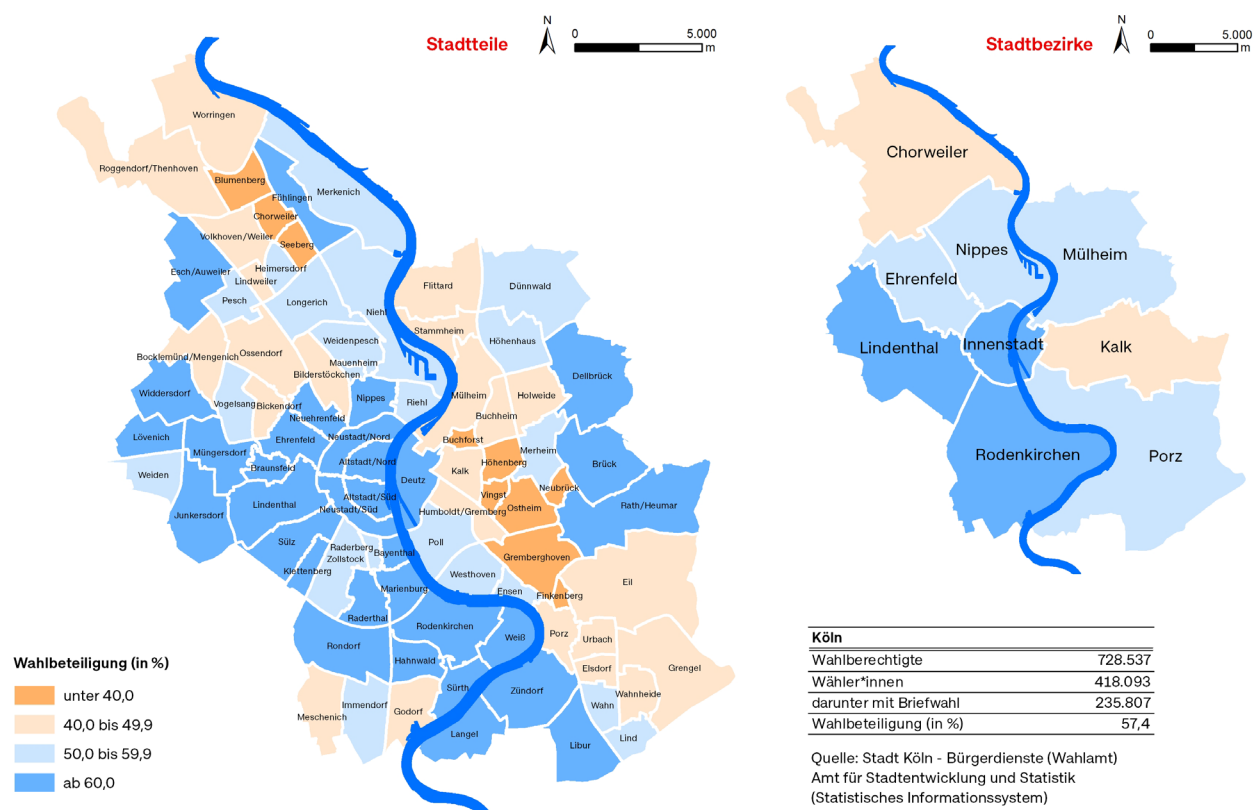 Stadtteile
N
0
5.000
m
Worringen
Roggendorf/Thenhoven
Blumenberg
Fühlingen
Merkenich
Chorweiler
Volkhoven/Weiler
Seeberg
Esch/Auweiler
Heimersdorf
Lindweiler
Pesch
Longerich
Niehl
Flittard
Dünnwald
Stammheim
Höhenhaus
Weidenpesch
Bocklemünd/Mengenich
Ossendorf
Mauenheim
Bilderstöckchen
Dellbrück
Widdersdorf
Vogelsang
Bickendorf
Nippes
Riehl
Mülheim
Holweide
Neuehrenfeld
Buchheim
Lövenich
Ehrenfeld
Neustadt/Nord
Buchforst
Müngersdorf
Merheim
Weiden
Braunsfeld
Altstadt/Nord
Kalk
Höhenberg
Brück
Deutz
Neubrück
Junkersdorf
Lindenthal
Altstadt/Süd
Vingst
Neustadt/Süd
Humboldt/Gremberg
Ostheim
Rath/Heumar
Sülz
Raderberg
Zollstock
Bayenthal
Poll
Gremberghoven
Klettenberg
Westhoven
Marienburg
Ensen
Finkenberg
Eil
Raderthal
Rodenkirchen
Weiß
Porz
Urbach
Rondorf
Hahnwald
Elsdorf
Grengel
Sürth
Zündorf
Wahnheide
Meschenich
Immendorf
Godorf
Wahn
Langel
Libur
Lind
Wahlbeteiligung (in %)
unter 40,0
40,0 bis 49,9
50,0 bis 59,9
ab 60,0
Stadtbezirke
N
0
5.000
m
Chorweiler
Nippes
Mülheim
Ehrenfeld
Lindenthal
Innenstadt
Kalk
Rodenkirchen
Porz
Köln
Wahlberechtigte 728.537
Wähler*innen 418.093
darunter mit Briefwahl 235.807
Wahlbeteiligung (in %) 57,4
Quelle: Stadt Köln - Bürgerdienste (Wahlamt)
Amt für Stadtentwicklung und Statistik
(Statistisches Informationssystem)